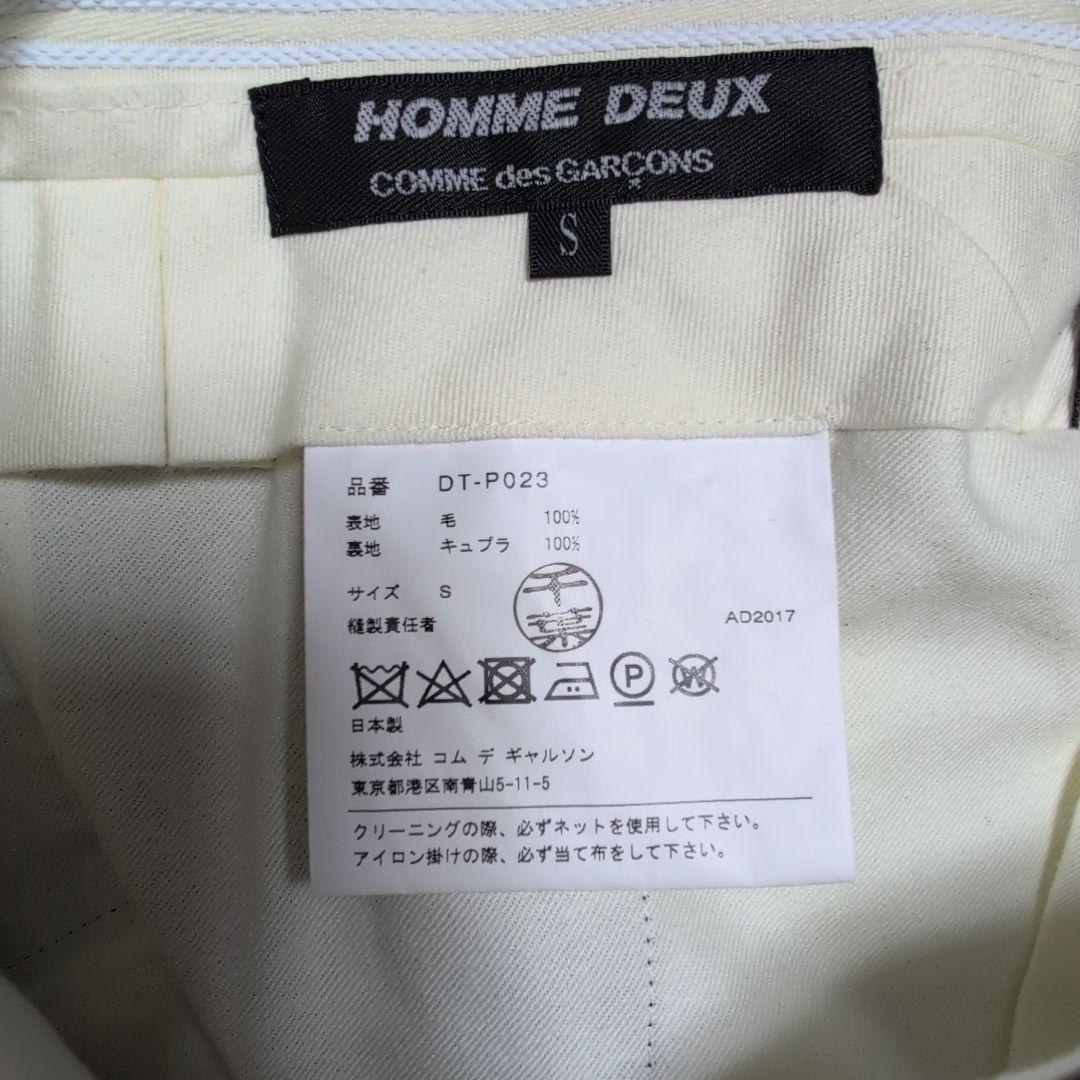 HOMME DEUX
COMME des GARÇONS
S
品番 DT-P023
表地 毛 100%
裏地 キュプラ 100%
サイズ S
千葉
縫製責任者 AD2017
P
W
日本製
株式会社 コム デ ギャルソン
東京都港区南青山5-11-5
クリーニングの際、必ずネットを使用して下さい。
アイロン掛けの際、必ず当て布をして下さい。